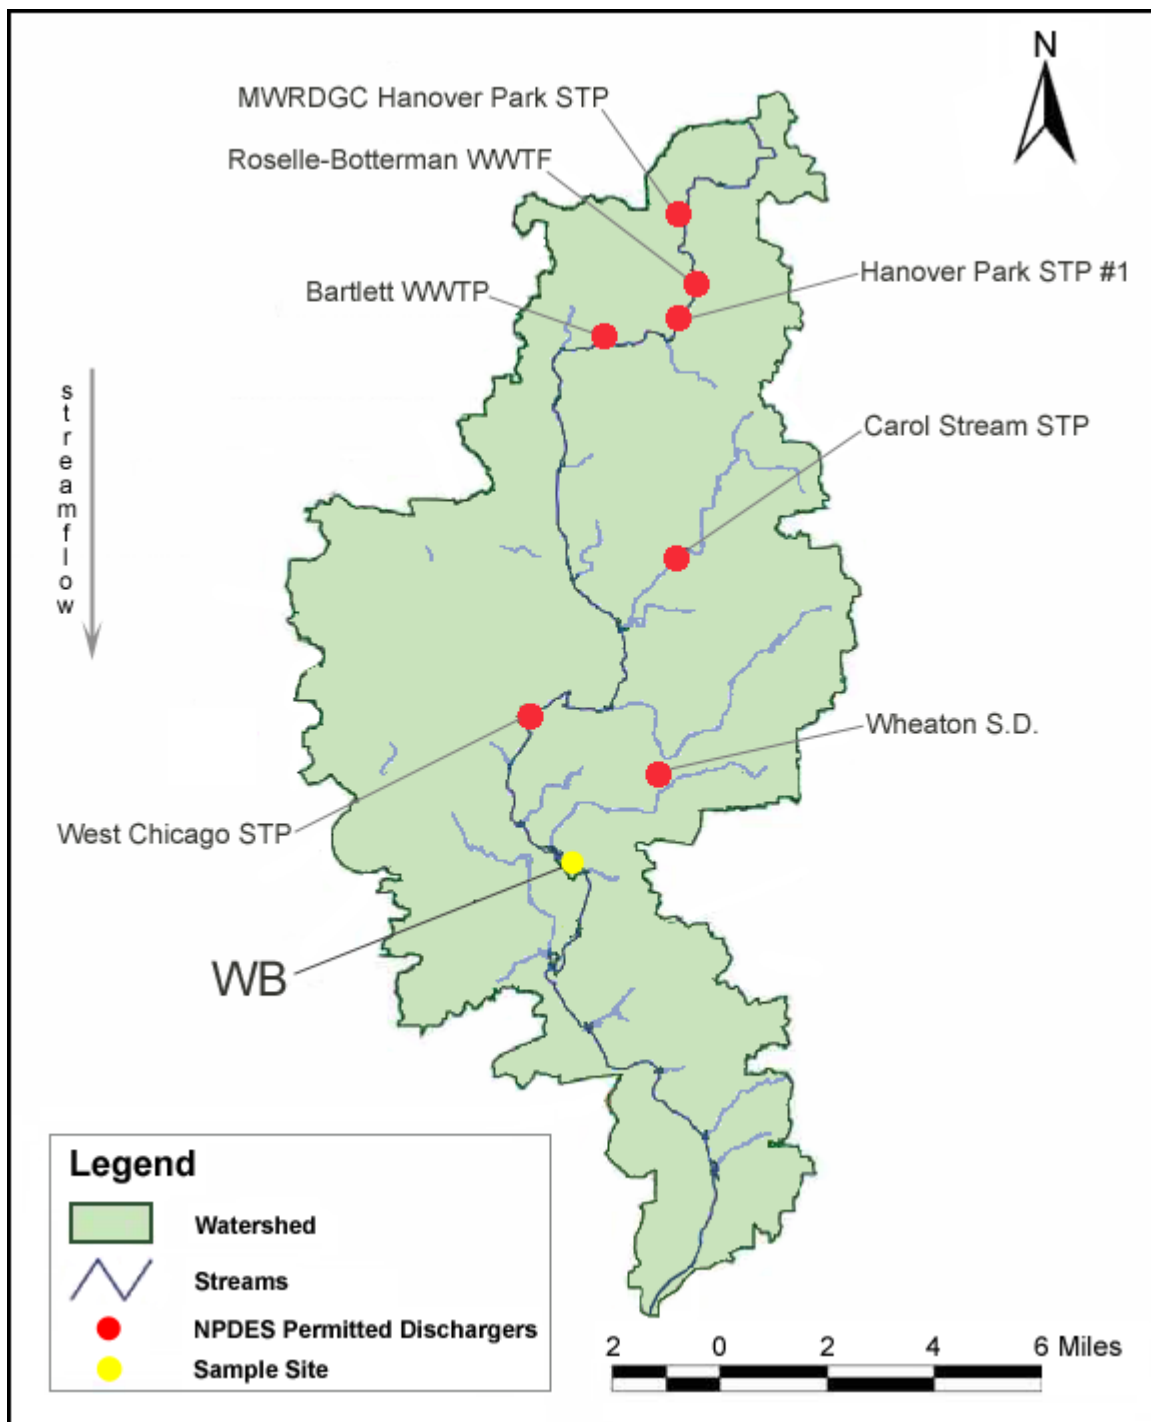 N
MWRDGC Hanover Park STP
Roselle-Botterman WWTF
Hanover Park STP #1
Bartlett WWTP
streamflow
Carol Stream STP
Wheaton S.D.
West Chicago STP
WB
Legend
Watershed
Streams
NPDES Permitted Dischargers
Sample Site
2 0 2 4 6 Miles